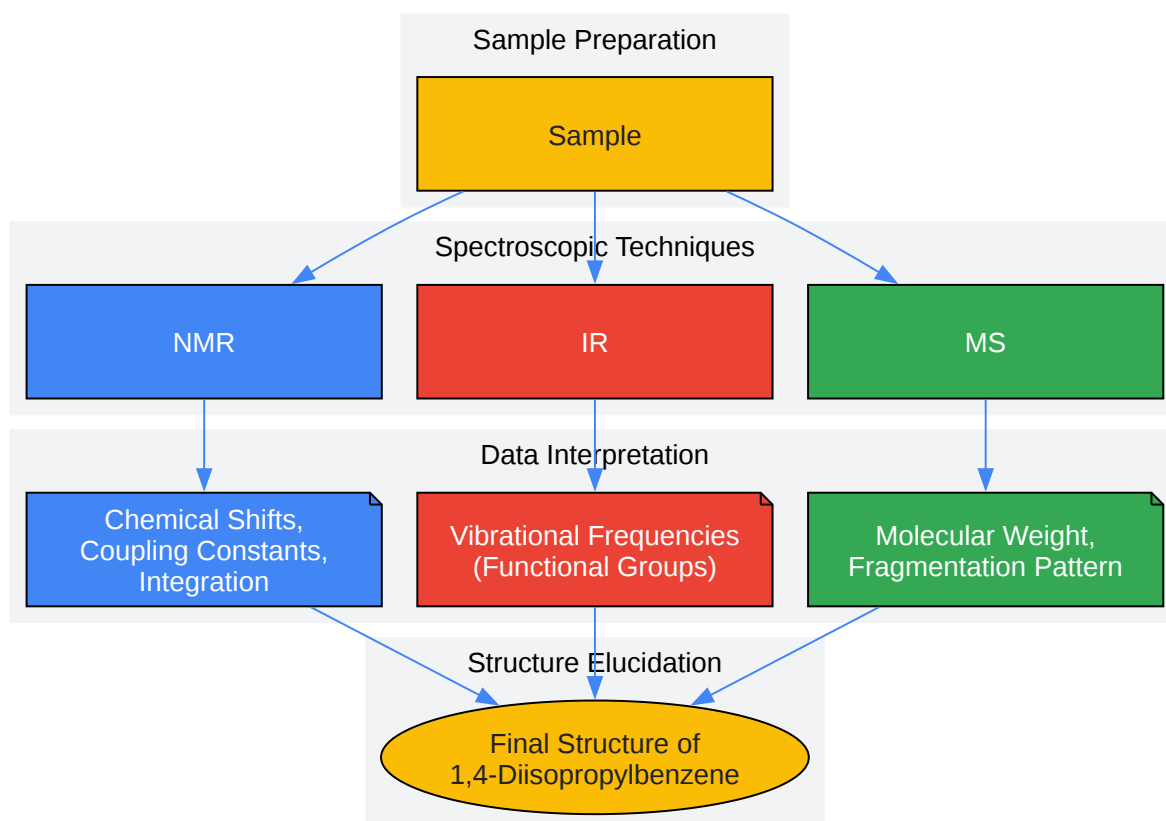 Sample Preparation
Sample
Spectroscopic Techniques
NMR
IR
MS
Data Interpretation
Chemical Shifts,
Coupling Constants,
Integration
Vibrational Frequencies
(Functional Groups)
Molecular Weight,
Fragmentation Pattern
Structure Elucidation
Final Structure of
1,4-Diisopropylbenzene